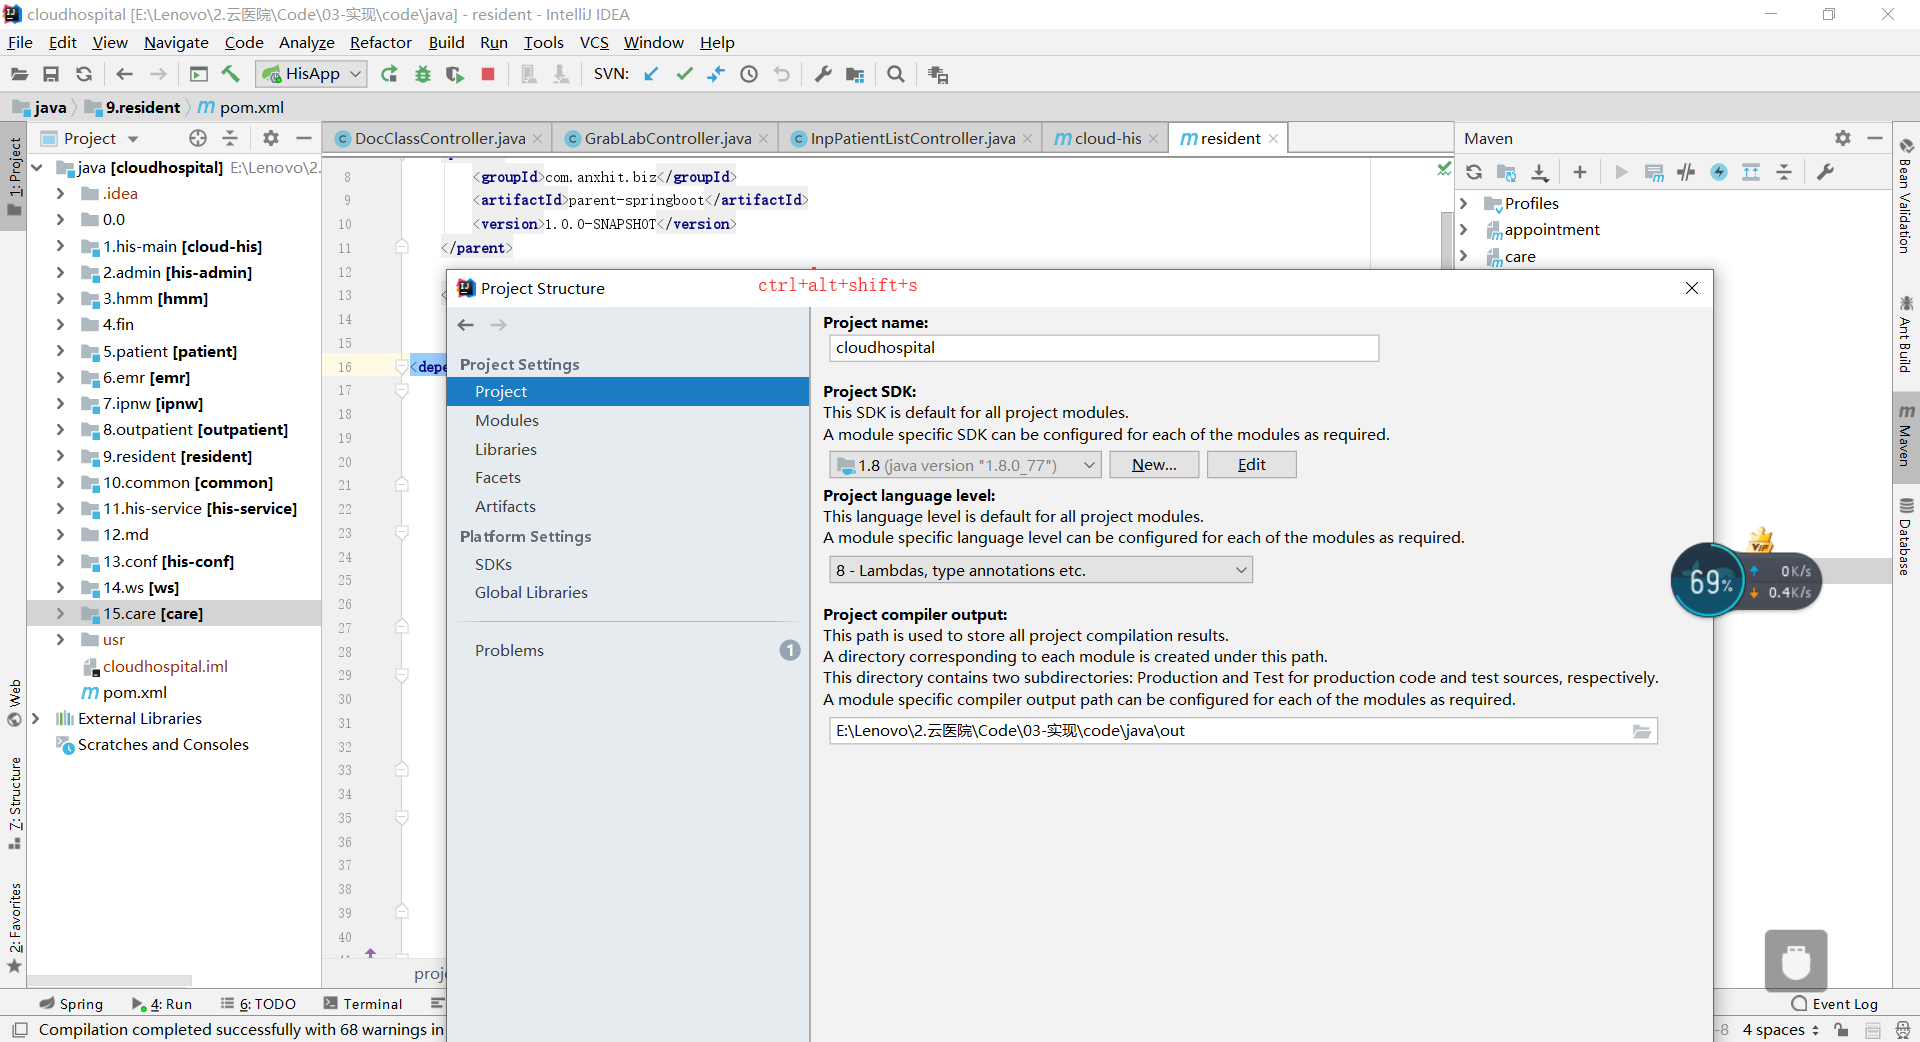 cloudhospital [E:\Lenovo\2.云医院\Code\03-实现\code\java] - resident - IntelliJ IDEA
File Edit View Navigate Code Analyze Refactor Build Run Tools VCS Window Help
HisApp SVN:
java 9.resident pom.xml
Project
DocClassController.java GrabLabController.java InpPatientListController.java cloud-his resident
Maven
1: Project
java [cloudhospital] E:\Lenovo\2.
.idea
0.0
1.his-main [cloud-his]
2.admin [his-admin]
3.hmm [hmm]
4.fin
5.patient [patient]
6.emr [emr]
7.ipnw [ipnw]
8.outpatient [outpatient]
9.resident [resident]
10.common [common]
11.his-service [his-service]
12.md
13.conf [his-conf]
14.ws [ws]
15.care [care]
usr
cloudhospital.iml
pom.xml
External Libraries
Scratches and Consoles
Web
7: Structure
2: Favorites
8 <groupId>com.anxhit.biz</groupId>
9 <artifactId>parent-springboot</artifactId>
10 <version>1.0.0-SNAPSHOT</version>
11 </parent>
12
13 <
14
15
16 <depe
17
18
19
20
21
22
23
24
25
26
27
28
29
30
31
32
33
34
35
36
37
38
39
40
41
proje
Profiles
appointment
care
Bean Validation
Ant Build
Maven
Database
Project Structure
ctrl+alt+shift+s
Project Settings
Project
Modules
Libraries
Facets
Artifacts
Platform Settings
SDKs
Global Libraries
Problems 1
Project name:
cloudhospital
Project SDK:
This SDK is default for all project modules.
A module specific SDK can be configured for each of the modules as required.
1.8 (java version "1.8.0_77") New... Edit
Project language level:
This language level is default for all project modules.
A module specific language level can be configured for each of the modules as required.
8 - Lambdas, type annotations etc.
Project compiler output:
This path is used to store all project compilation results.
A directory corresponding to each module is created under this path.
This directory contains two subdirectories: Production and Test for production code and test sources, respectively.
A module specific compiler output path can be configured for each of the modules as required.
E:\Lenovo\2.云医院\Code\03-实现\code\java\out
VIP
69%
0K/s
0.4K/s
Spring 4: Run 6: TODO Terminal
Event Log
Compilation completed successfully with 68 warnings in
-8 4 spaces